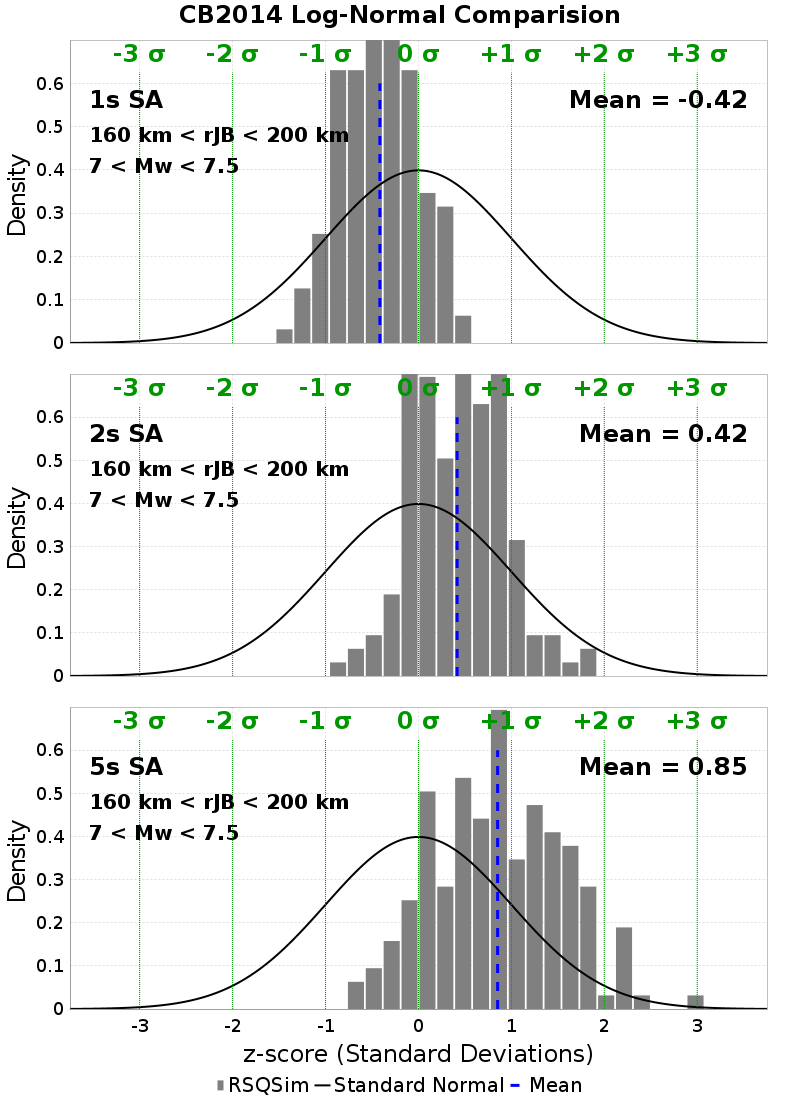 CB2014 Log-Normal Comparision
-3 σ -2 σ -1 σ 0 σ +1 σ +2 σ +3 σ
1s SA Mean = -0.42
160 km < rJB < 200 km
7 < Mw < 7.5
Density
0.6
0.5
0.4
0.3
0.2
0.1
0
-3 σ -2 σ -1 σ 0 σ +1 σ +2 σ +3 σ
2s SA Mean = 0.42
160 km < rJB < 200 km
7 < Mw < 7.5
Density
0.6
0.5
0.4
0.3
0.2
0.1
0
-3 σ -2 σ -1 σ 0 σ +1 σ +2 σ +3 σ
5s SA Mean = 0.85
160 km < rJB < 200 km
7 < Mw < 7.5
Density
0.6
0.5
0.4
0.3
0.2
0.1
0
-3 -2 -1 0 1 2 3
z-score (Standard Deviations)
RSQSim Standard Normal Mean